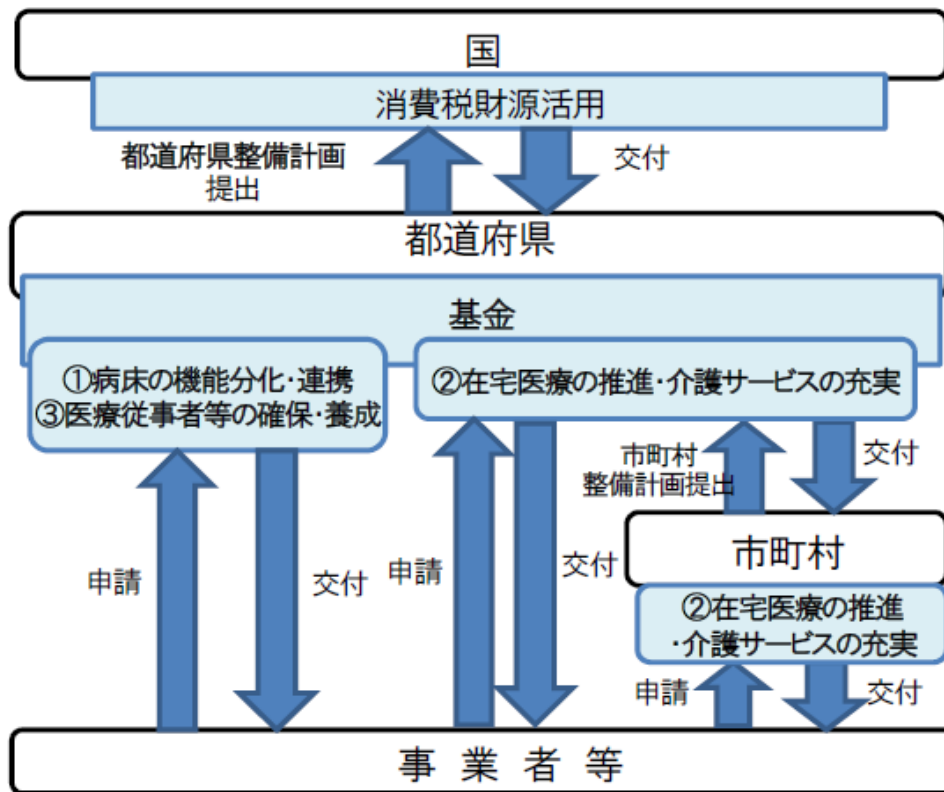 国
消費税財源活用
都道府県整備計画
提出
交付
都道府県
基金
①病床の機能分化・連携
③医療従事者等の確保・養成
②在宅医療の推進・介護サービスの充実
市町村
整備計画提出
交付
申請
交付
申請
交付
市町村
②在宅医療の推進
・介護サービスの充実
申請
交付
事業者等